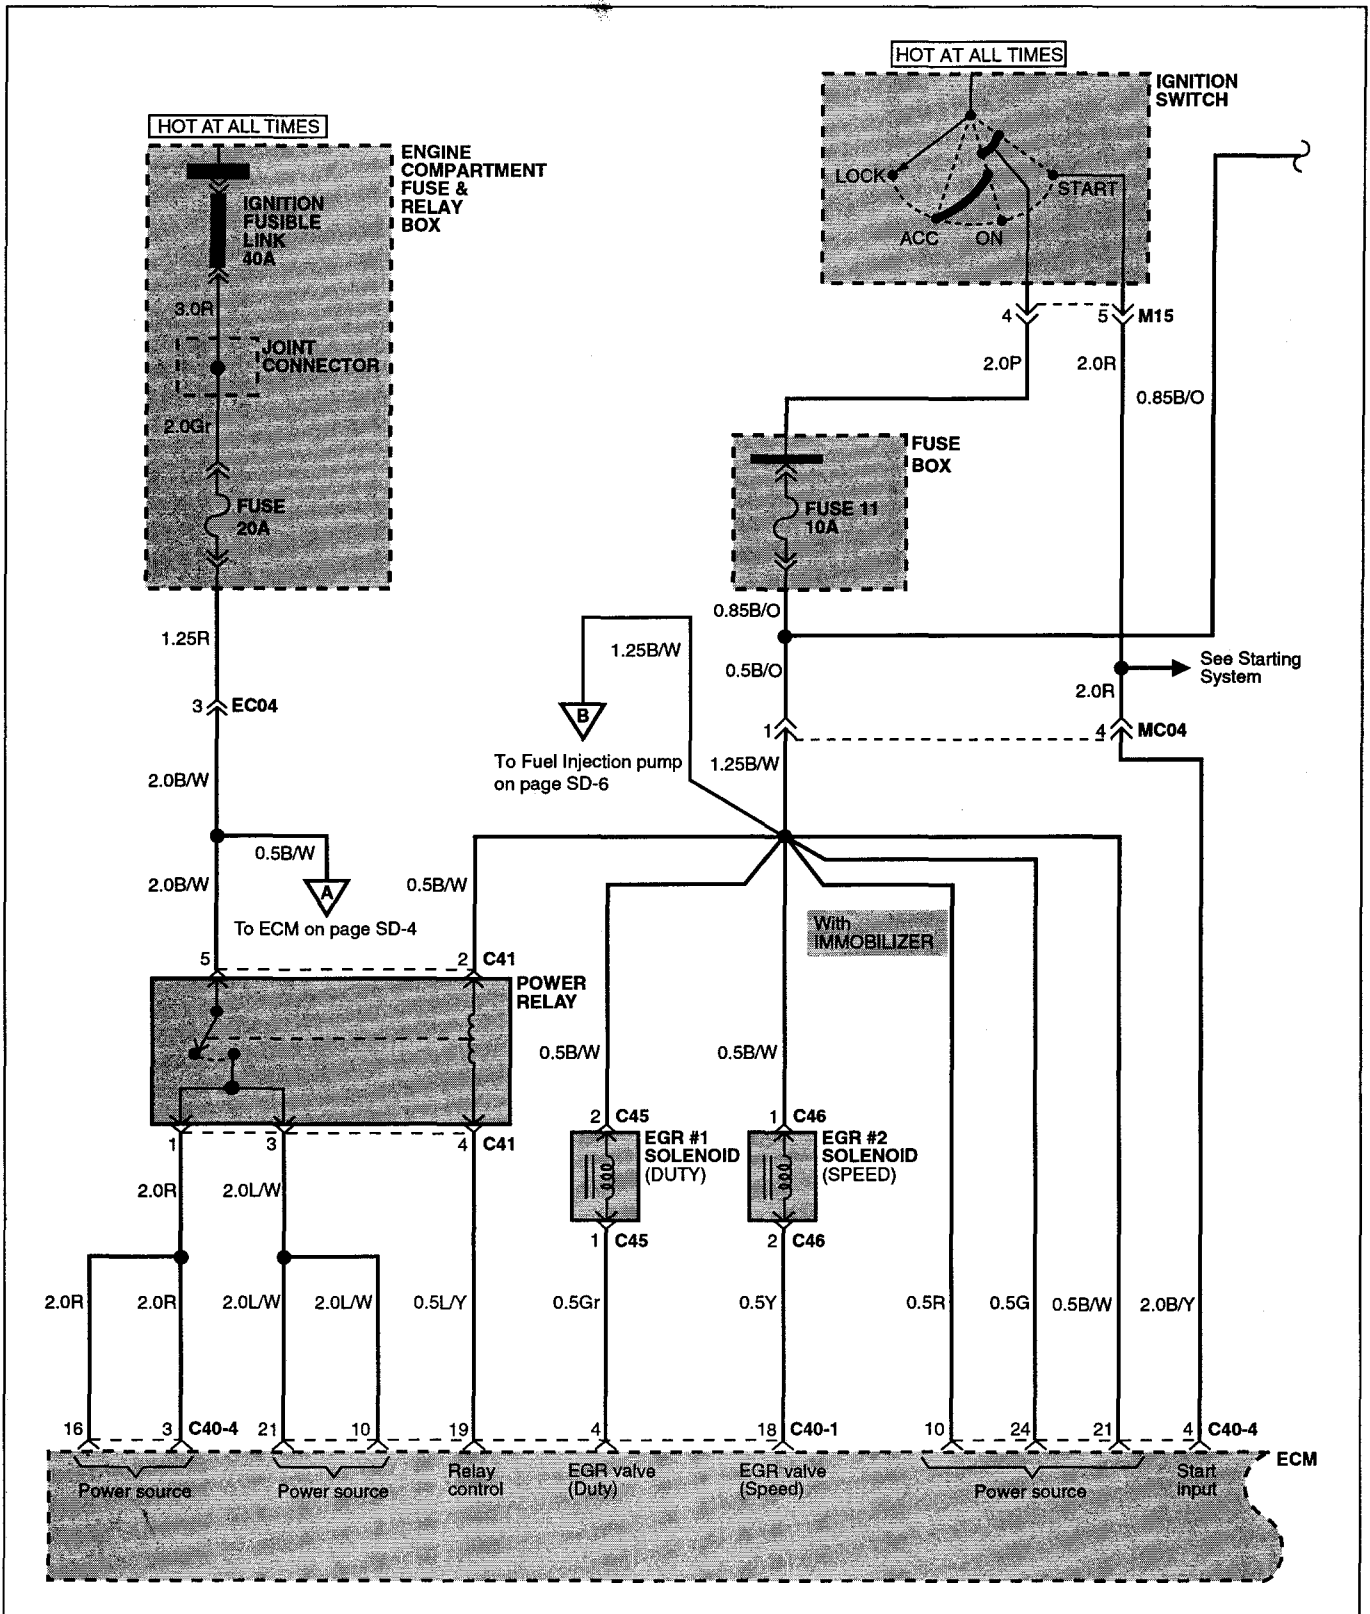 HOT AT ALL TIMES
IGNITION
SWITCH
LOCK
START
ACC
ON
HOT AT ALL TIMES
ENGINE
COMPARTMENT
FUSE &
RELAY
BOX
IGNITION
FUSIBLE
LINK
40A
3.0R
JOINT
CONNECTOR
2.0Gr
FUSE
20A
4
5
M15
2.0P
2.0R
0.85B/O
FUSE
BOX
FUSE 11
10A
0.85B/O
1.25R
1.25B/W
0.5B/O
See Starting
System
2.0R
3
EC04
B
1
4
MC04
To Fuel Injection pump
on page SD-6
1.25B/W
2.0B/W
0.5B/W
2.0B/W
A
0.5B/W
To ECM on page SD-4
With
IMMOBILIZER
5
2
C41
POWER
RELAY
0.5B/W
0.5B/W
2
C45
1
C46
1
3
4
C41
EGR #1
SOLENOID
(DUTY)
EGR #2
SOLENOID
(SPEED)
2.0R
2.0L/W
1
C45
2
C46
2.0R
2.0R
2.0L/W
2.0L/W
0.5L/Y
0.5Gr
0.5Y
0.5R
0.5G
0.5B/W
2.0B/Y
16
3
C40-4
21
10
19
4
18
C40-1
10
24
21
4
C40-4
ECM
Power source
Power source
Relay
control
EGR valve
(Duty)
EGR valve
(Speed)
Power source
Start
input